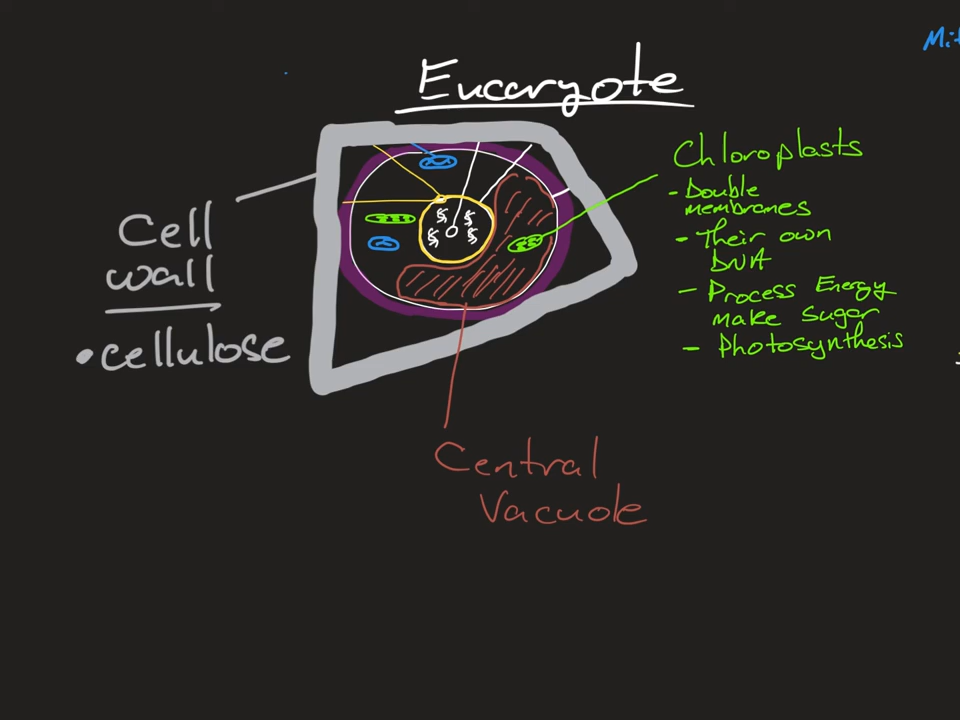 Eucaryote
Cell
wall
• cellulose
Chloroplasts
- Double
membranes
• Their own
DNA
- Process Energy
make sugar
- Photosynthesis
Central
Vacuole